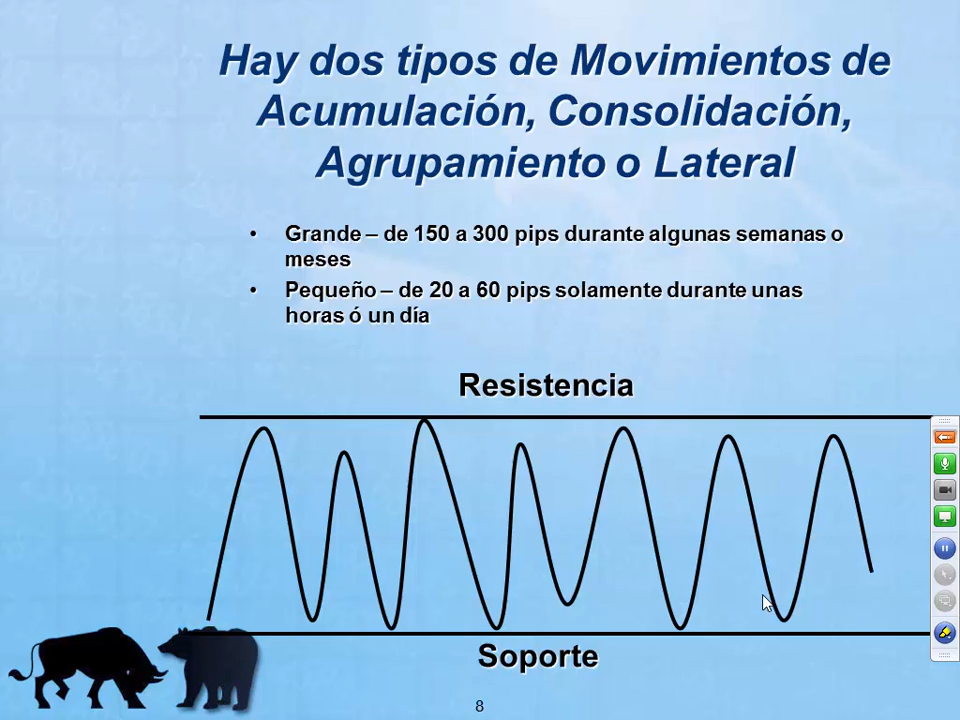 Hay dos tipos de Movimientos de
Acumulación, Consolidación,
Agrupamiento o Lateral
• Grande – de 150 a 300 pips durante algunas semanas o
meses
• Pequeño – de 20 a 60 pips solamente durante unas
horas ó un día
Resistencia
Soporte
8